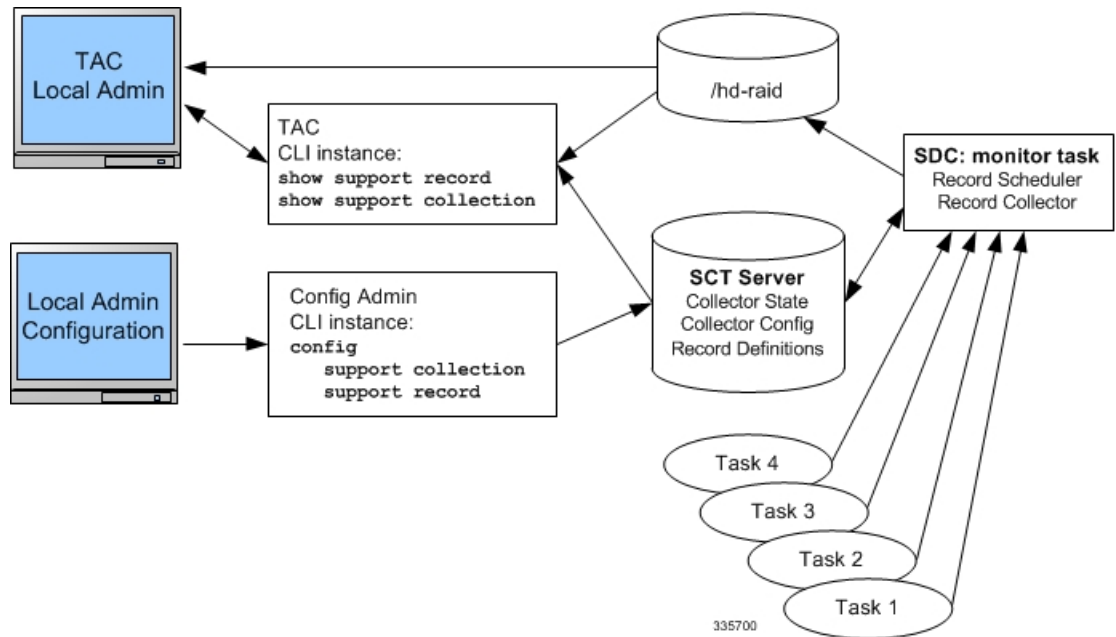 TAC
Local Admin
/hd-raid
TAC
CLI instance:
show support record
show support collection
SDC: monitor task
Record Scheduler
Record Collector
Local Admin
Configuration
Config Admin
CLI instance:
config
support collection
support record
SCT Server
Collector State
Collector Config
Record Definitions
Task 4
Task 3
Task 2
Task 1
335700